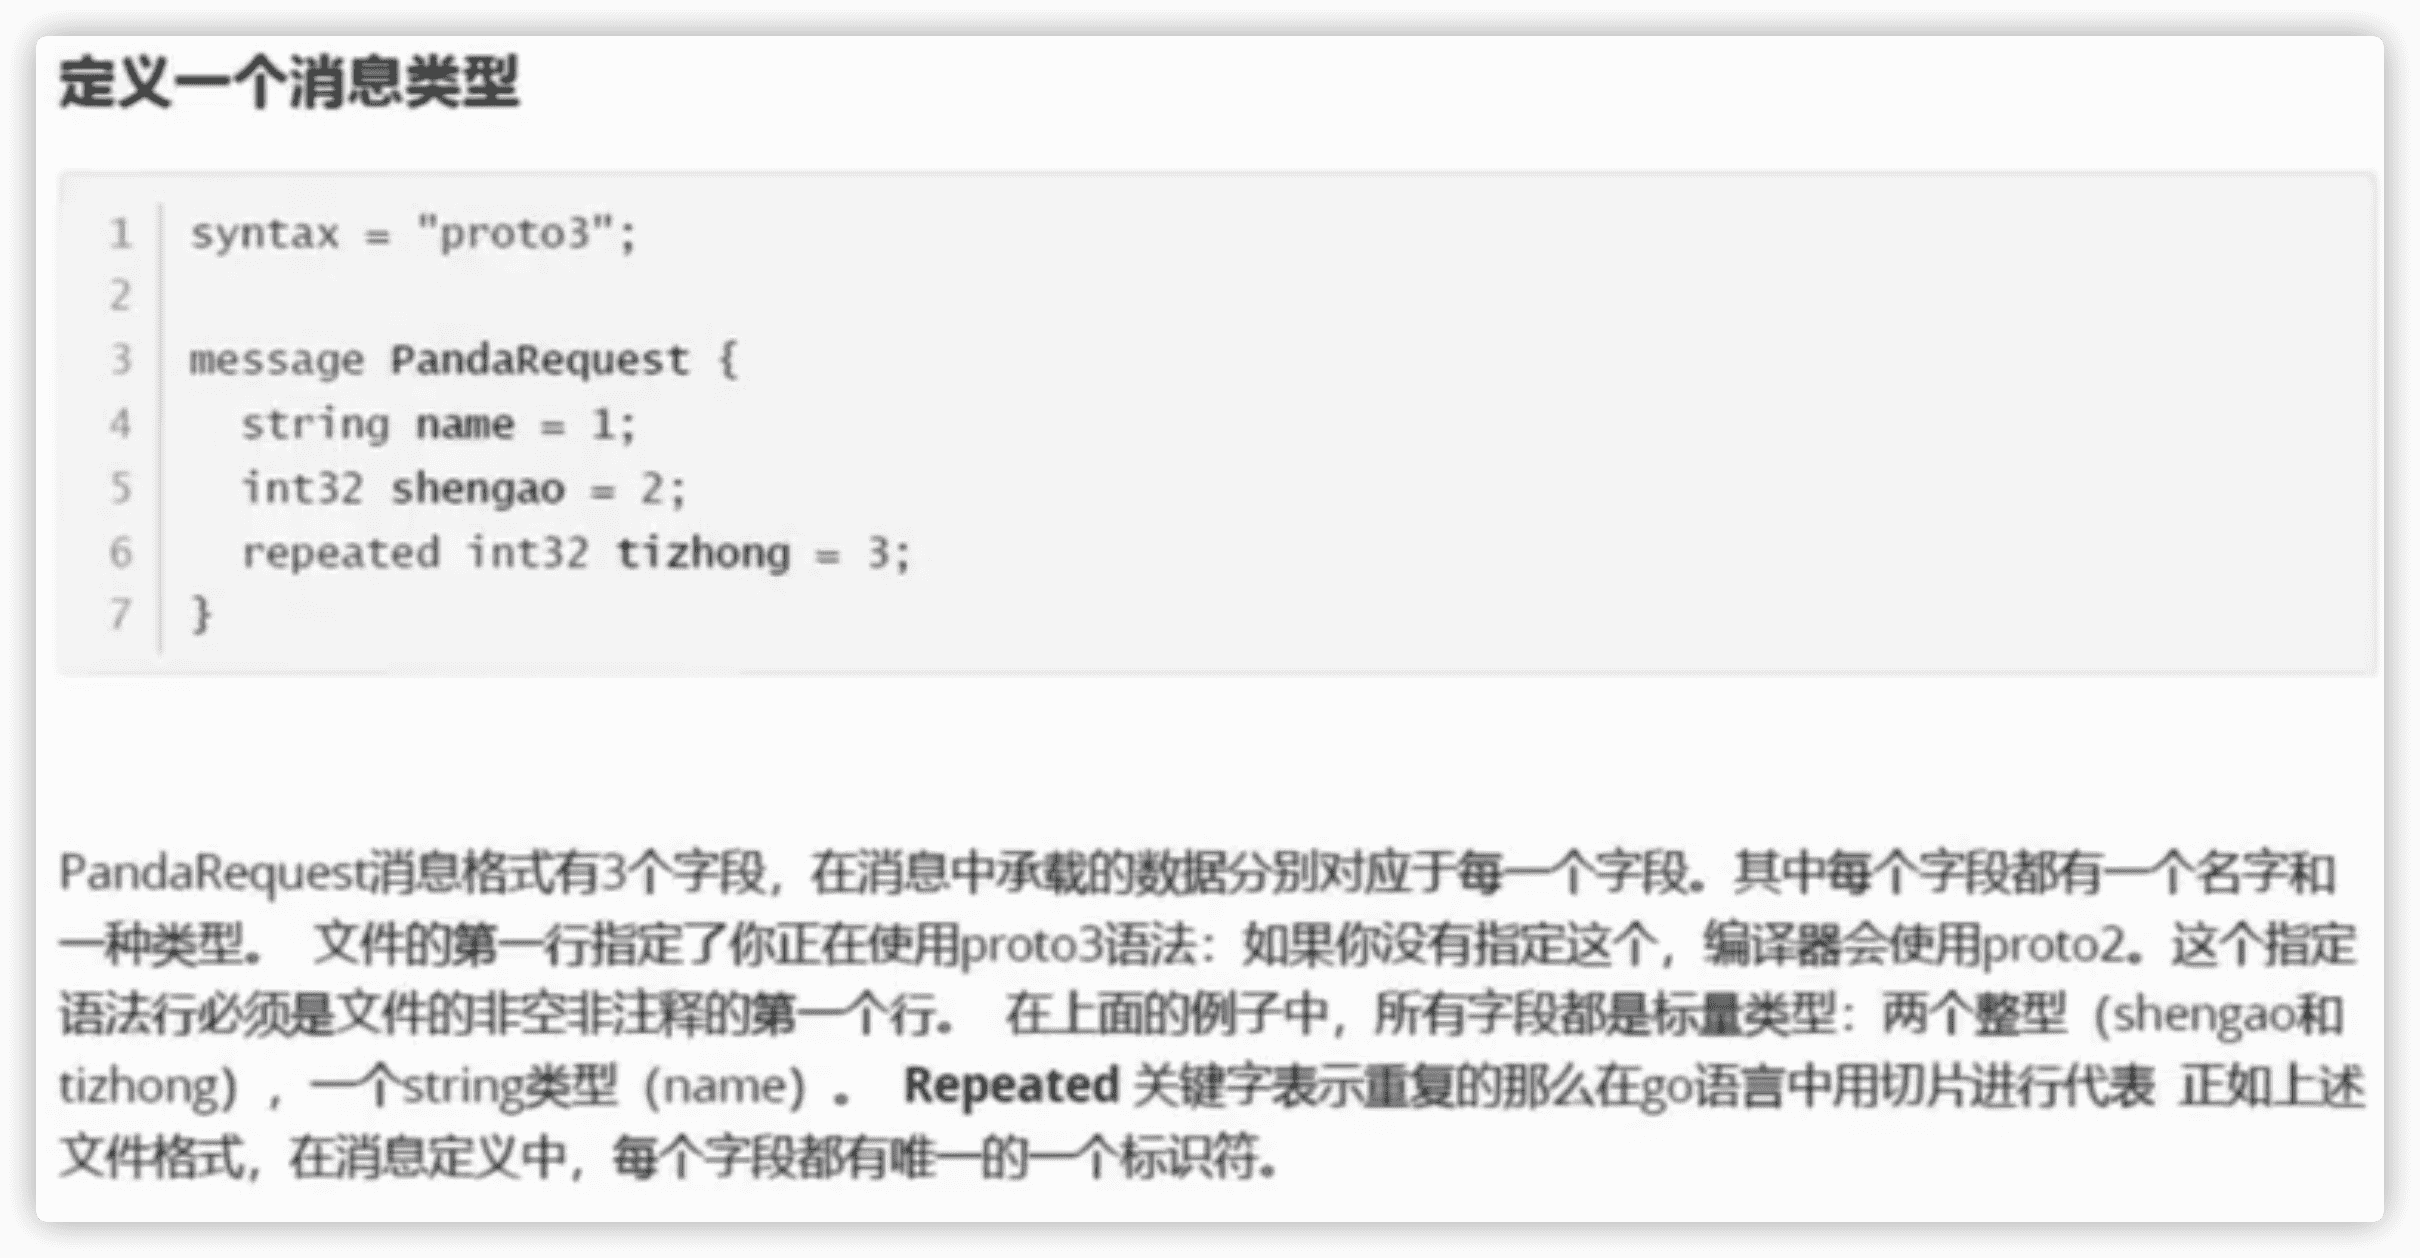 定义一个消息类型
1 syntax = "proto3";
2
3 message PandaRequest {
4   string name = 1;
5   int32 shengao = 2;
6   repeated int32 tizhong = 3;
7 }
PandaRequest消息格式有3个字段，在消息中承载的数据分别对应于每一个字段。其中每个字段都有一个名字和
一种类型。 文件的第一行指定了你正在使用proto3语法：如果你没有指定这个，编译器会使用proto2。这个指定
语法行必须是文件的非空非注释的第一个行。 在上面的例子中，所有字段都是标量类型：两个整型（shengao和
tizhong），一个string类型（name）。 Repeated 关键字表示重复的那么在go语言中用切片进行代表 正如上述
文件格式，在消息定义中，每个字段都有唯一的一个标识符。